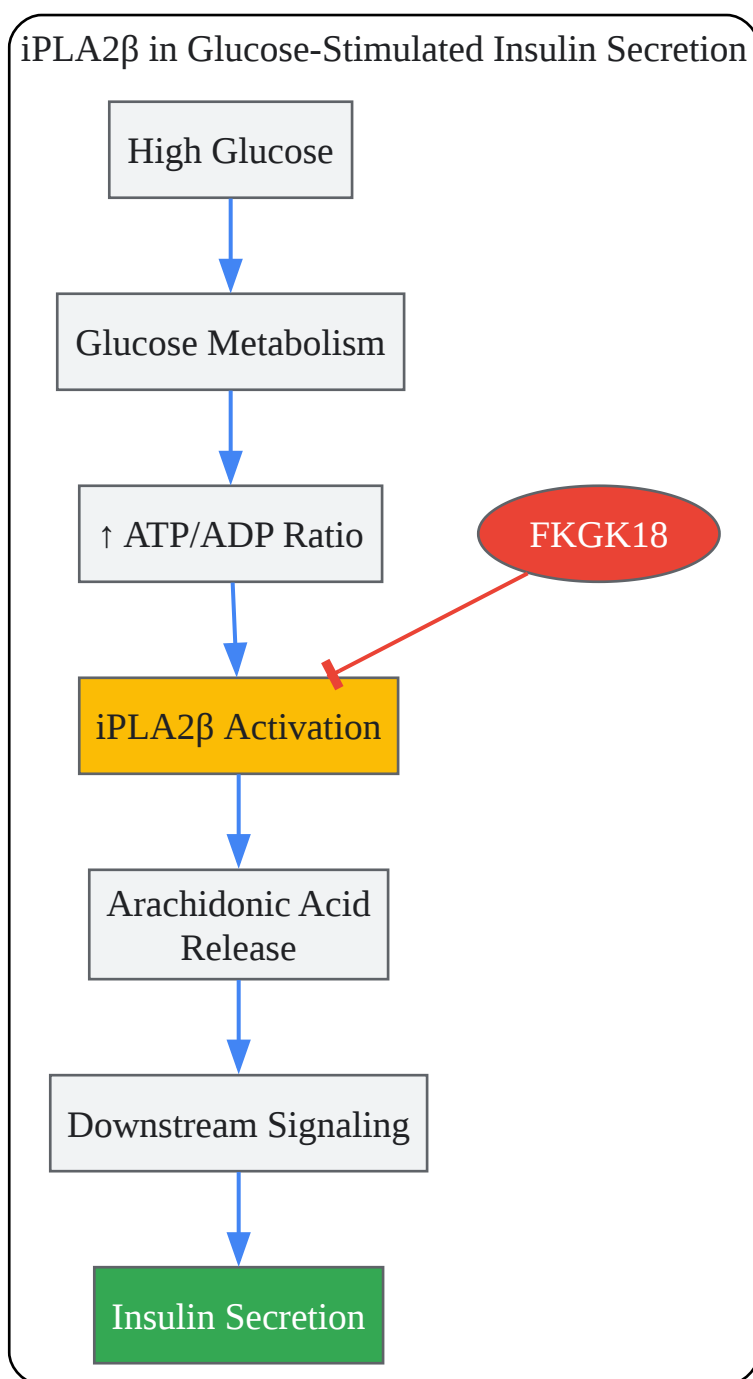 iPLA2β in Glucose-Stimulated Insulin Secretion
High Glucose
Glucose Metabolism
↑ ATP/ADP Ratio
FKGK18
iPLA2β Activation
Arachidonic Acid
Release
Downstream Signaling
Insulin Secretion